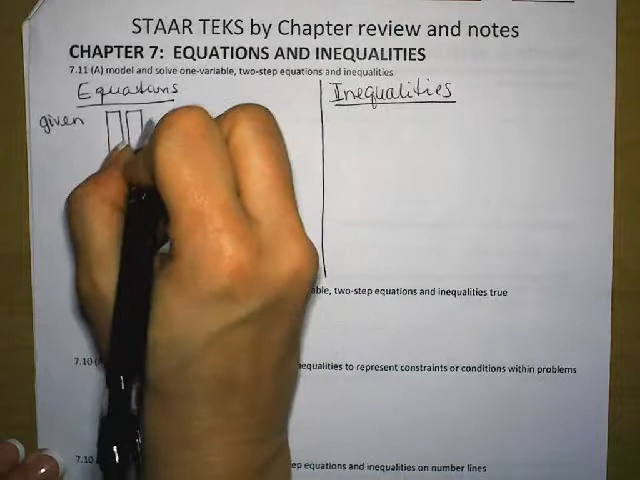 STAAR TEKS by Chapter review and notes
CHAPTER 7: EQUATIONS AND INEQUALITIES
7.11 (A) model and solve one-variable, two-step equations and inequalities
Equations
Inequalities
given
able, two-step equations and inequalities true
7.10
inequalities to represent constraints or conditions within problems
7.10
ep equations and inequalities on number lines